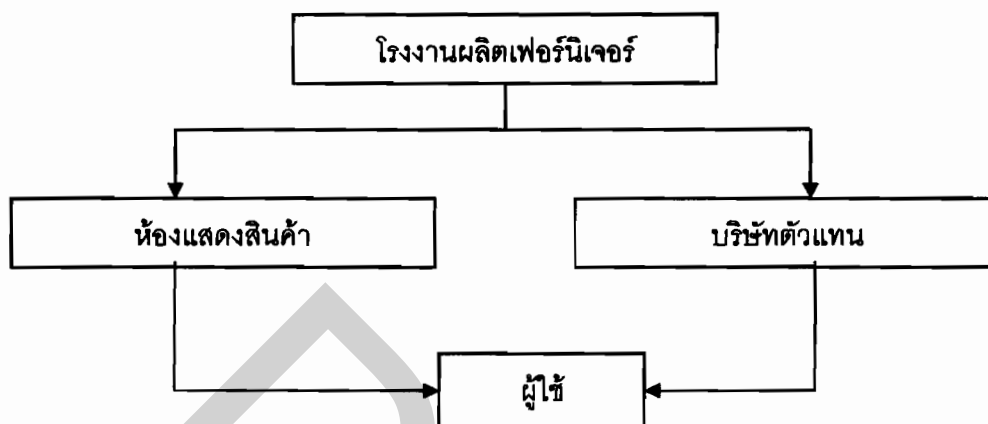 โรงงานผลิตเฟอร์นิเจอร์
ห้องแสดงสินค้า
บริษัทตัวแทน
ผู้ใช้